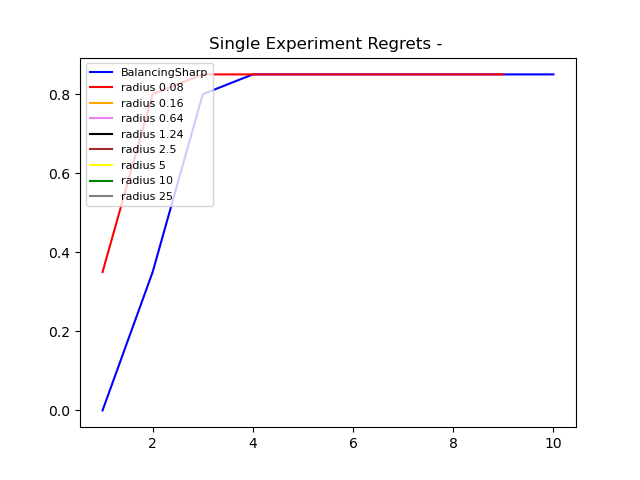 Single Experiment Regrets -
BalancingSharp
radius 0.08
radius 0.16
radius 0.64
radius 1.24
radius 2.5
radius 5
radius 10
radius 25
0.8
0.6
0.4
0.2
0.0
2 4 6 8 10